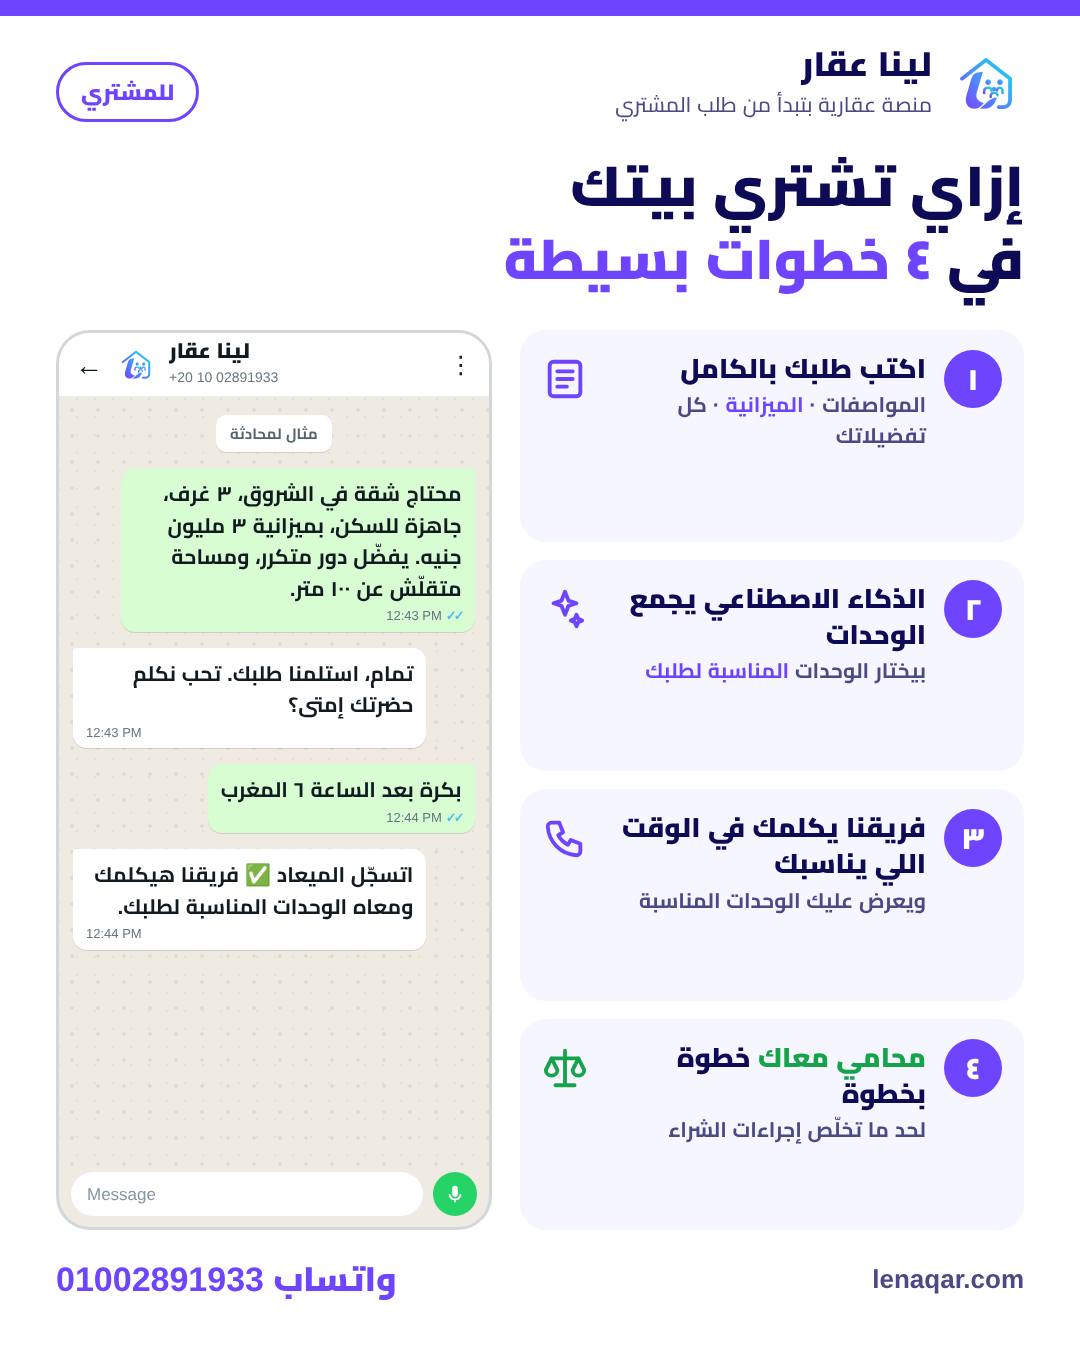 لينا عقار
منصة عقارية بتبدأ من طلب المشتري
للمشتري
إزاي تشتري بيتك
في ٤ خطوات بسيطة
١
اكتب طلبك بالكامل
المواصفات · الميزانية · كل
تفضيلاتك
٢
الذكاء الاصطناعي يجمع
الوحدات
بيختار الوحدات المناسبة لطلبك
٣
فريقنا يكلمك في الوقت
اللي يناسبك
ويعرض عليك الوحدات المناسبة
٤
محامي معاك خطوة
بخطوة
لحد ما تخلّص إجراءات الشراء
لينا عقار
+20 10 02891933
مثال لمحادثة
محتاج شقة في الشروق، ٣ غرف،
جاهزة للسكن، بميزانية ٣ مليون
جنيه. يفضّل دور متكرر، ومساحة
متقلّش عن ١٠٠ متر.
12:43 PM ✓✓
تمام، استلمنا طلبك. تحب نكلم
حضرتك إمتى؟
12:43 PM
بكرة بعد الساعة ٦ المغرب
12:44 PM ✓✓
اتسجّل الميعاد ✅ فريقنا هيكلمك
ومعاه الوحدات المناسبة لطلبك.
12:44 PM
Message
lenaqar.com
واتساب 01002891933